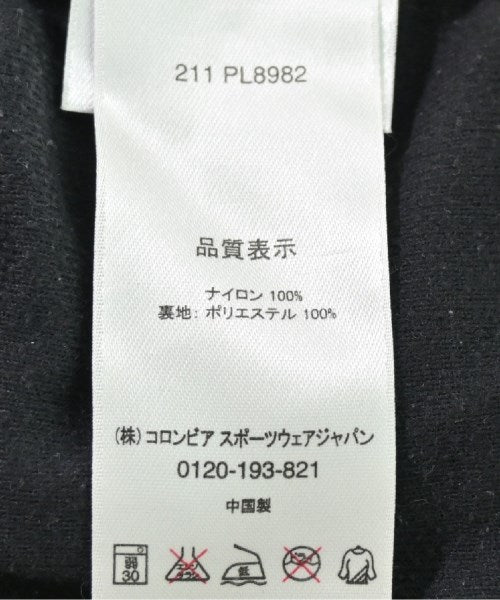 211 PL8982
品質表示
ナイロン 100%
裏地: ポリエステル 100%
(株) コロンビア スポーツウェアジャパン
0120-193-821
中国製
弱 30 低